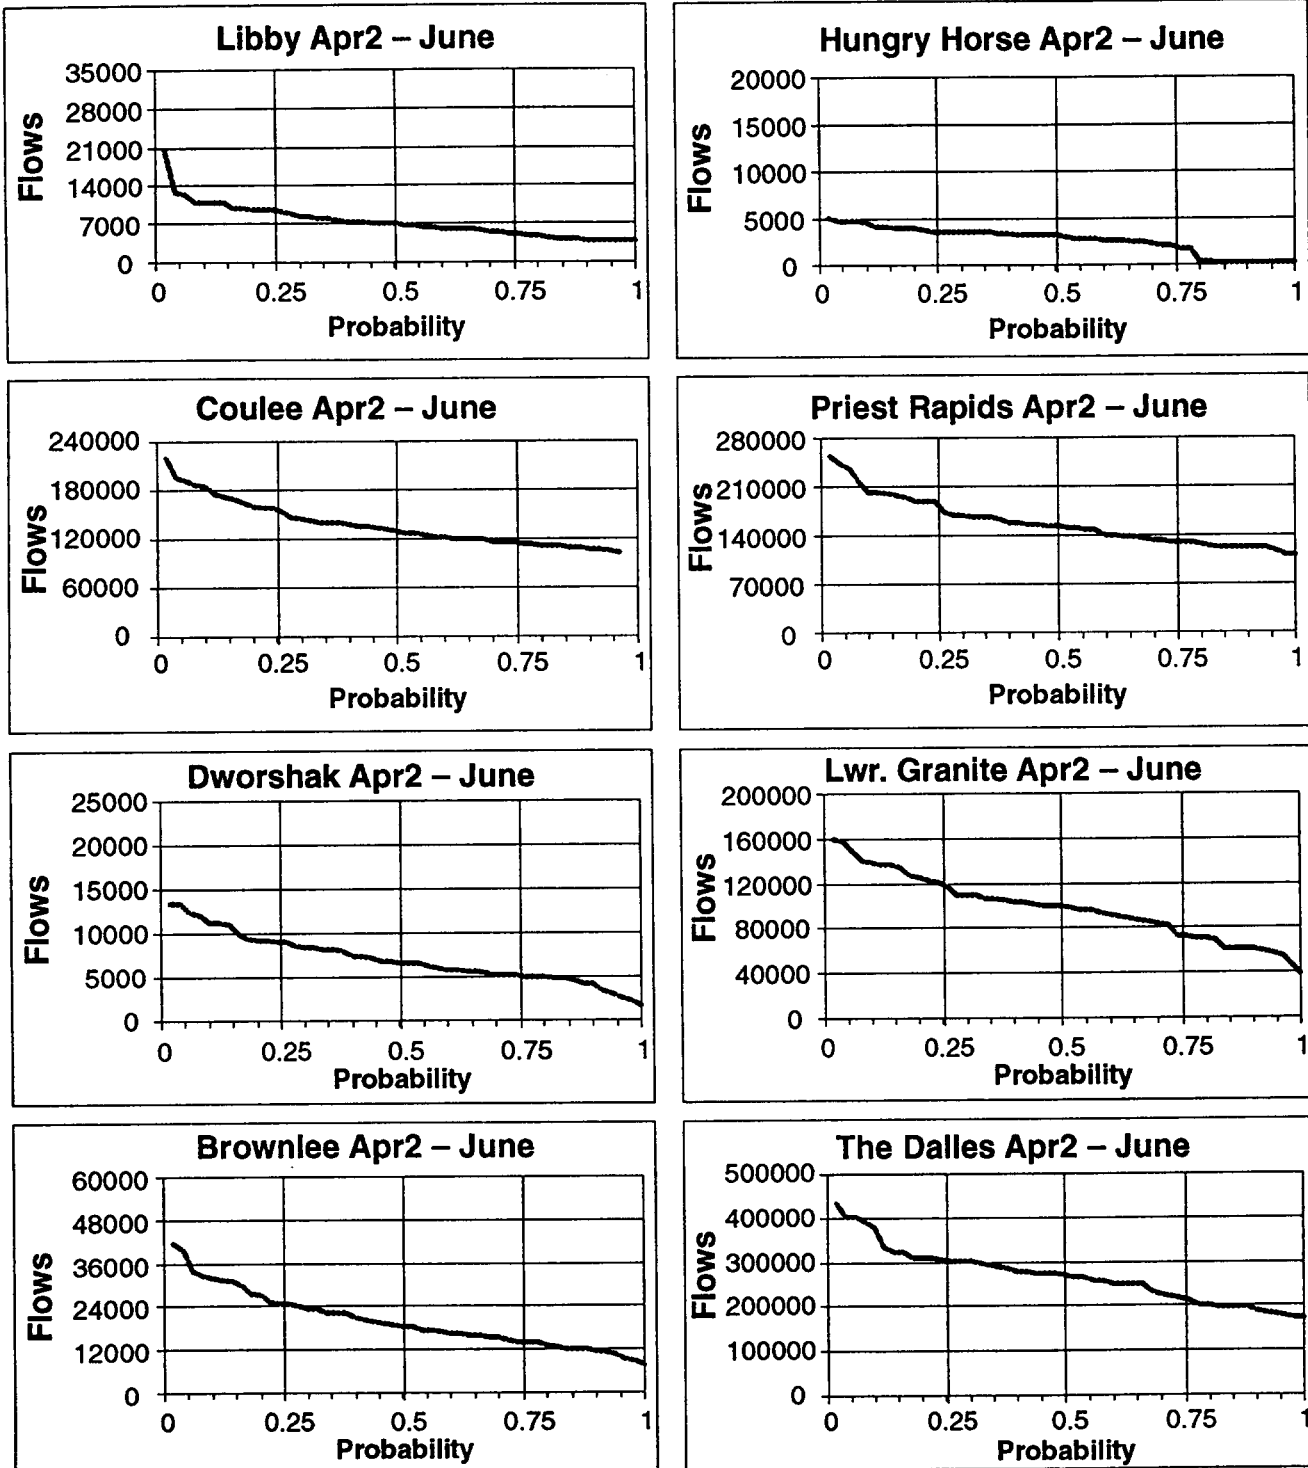 Libby Apr2 – June
35000
28000
21000
14000
7000
0
Flows
0 0.25 0.5 0.75 1
Probability
Hungry Horse Apr2 – June
20000
15000
10000
5000
0
Flows
0 0.25 0.5 0.75 1
Probability
Coulee Apr2 – June
240000
180000
120000
60000
0
Flows
0 0.25 0.5 0.75 1
Probability
Priest Rapids Apr2 – June
280000
210000
140000
70000
0
Flows
0 0.25 0.5 0.75 1
Probability
Dworshak Apr2 – June
25000
20000
15000
10000
5000
0
Flows
0 0.25 0.5 0.75 1
Probability
Lwr. Granite Apr2 – June
200000
160000
120000
80000
40000
0
Flows
0 0.25 0.5 0.75 1
Probability
Brownlee Apr2 – June
60000
48000
36000
24000
12000
0
Flows
0 0.25 0.5 0.75 1
Probability
The Dalles Apr2 – June
500000
400000
300000
200000
100000
0
Flows
0 0.25 0.5 0.75 1
Probability